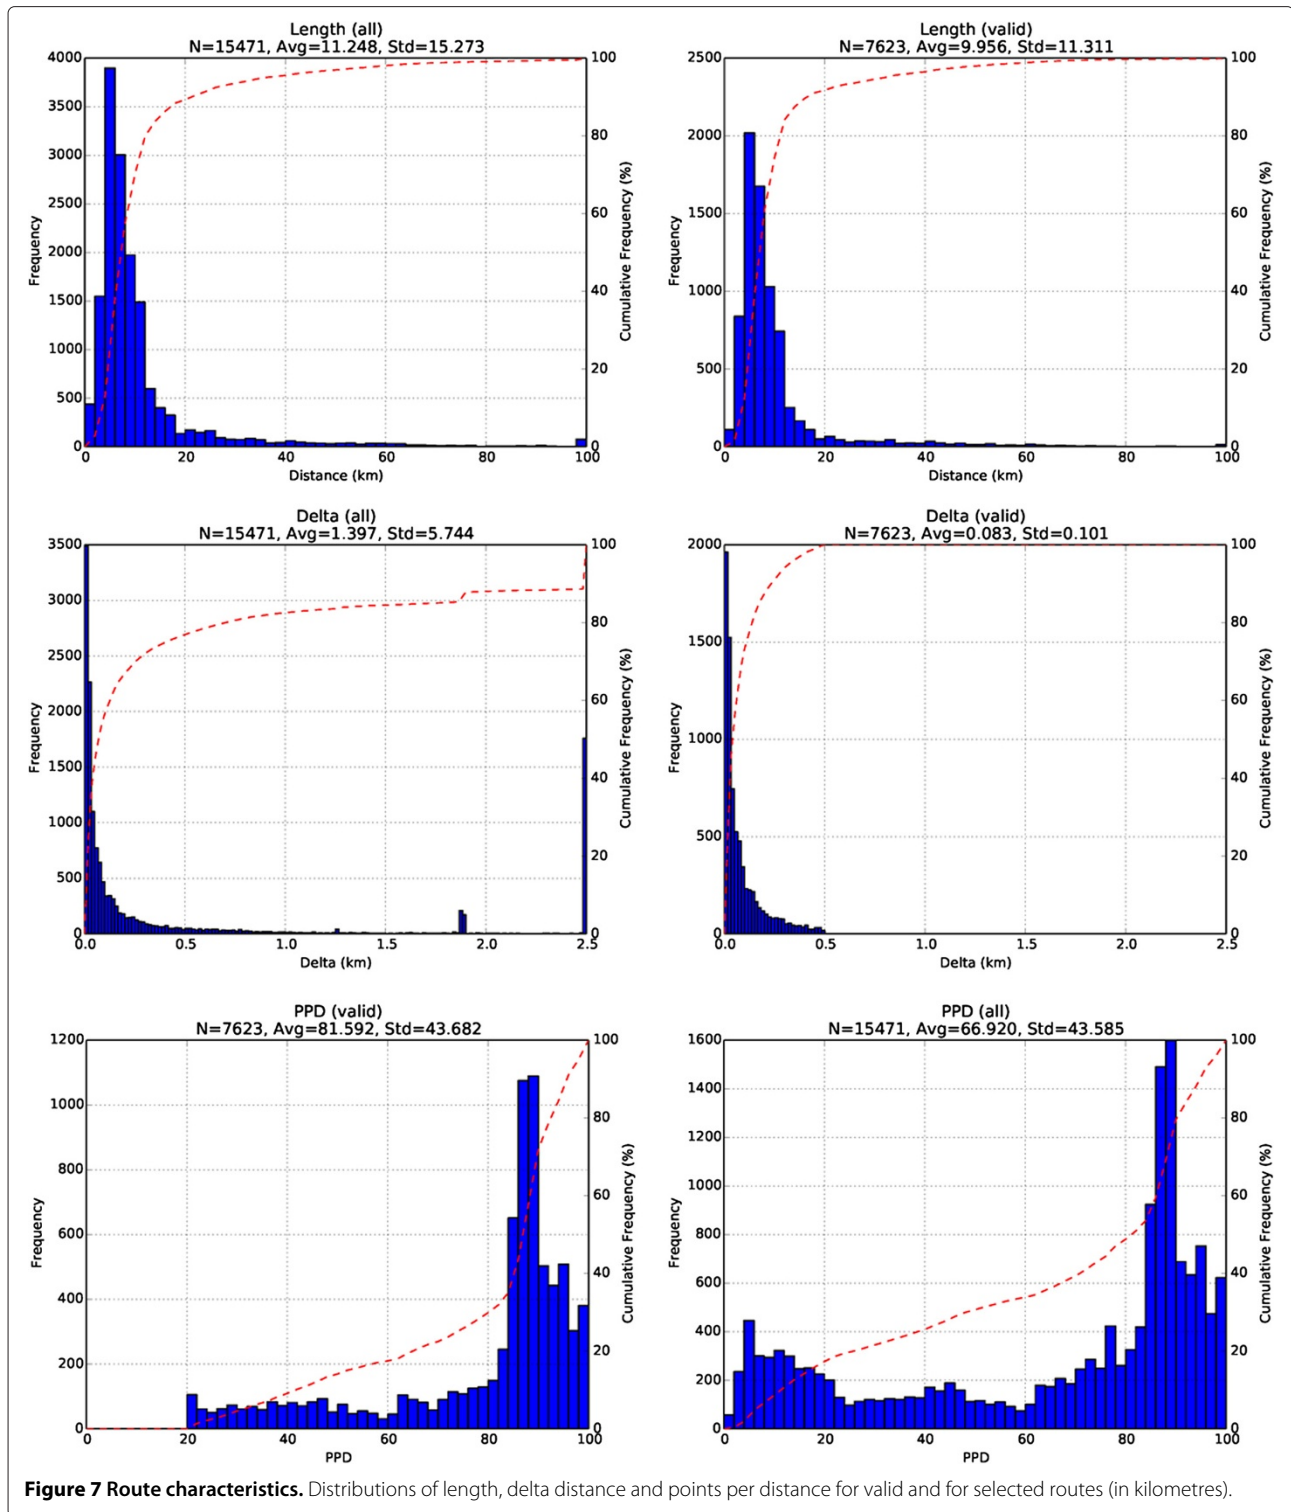 Length (all)
N=15471, Avg=11.248, Std=15.273
4000
3500
3000
2500
2000
1500
1000
500
0
Frequency
100
80
60
40
20
0
Cumulative Frequency (%)
0 20 40 60 80 100
Distance (km)
Length (valid)
N=7623, Avg=9.956, Std=11.311
2500
2000
1500
1000
500
0
Frequency
100
80
60
40
20
0
Cumulative Frequency (%)
0 20 40 60 80 100
Distance (km)
Delta (all)
N=15471, Avg=1.397, Std=5.744
3500
3000
2500
2000
1500
1000
500
0
Frequency
100
80
60
40
20
0
Cumulative Frequency (%)
0.0 0.5 1.0 1.5 2.0 2.5
Delta (km)
Delta (valid)
N=7623, Avg=0.083, Std=0.101
2000
1500
1000
500
0
Frequency
100
80
60
40
20
0
Cumulative Frequency (%)
0.0 0.5 1.0 1.5 2.0 2.5
Delta (km)
PPD (valid)
N=7623, Avg=81.592, Std=43.682
1200
1000
800
600
400
200
0
Frequency
100
80
60
40
20
0
Cumulative Frequency (%)
0 20 40 60 80 100
PPD
PPD (all)
N=15471, Avg=66.920, Std=43.585
1600
1400
1200
1000
800
600
400
200
0
Frequency
100
80
60
40
20
0
Cumulative Frequency (%)
0 20 40 60 80 100
PPD
Figure 7 Route characteristics. Distributions of length, delta distance and points per distance for valid and for selected routes (in kilometres).